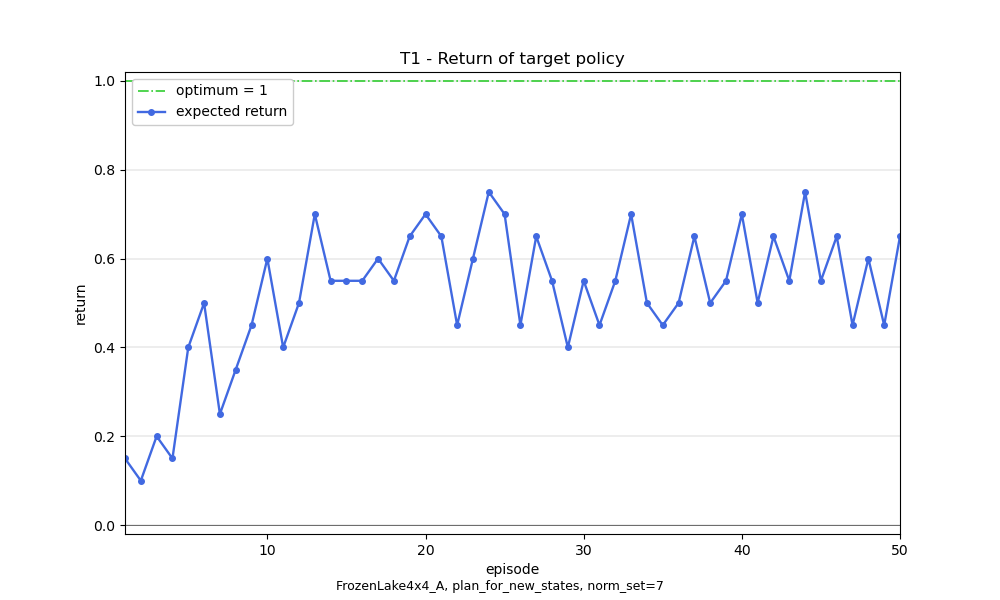 T1 - Return of target policy
1.0
optimum = 1
expected return
0.8
0.6
return
0.4
0.2
0.0
10
20
30
40
50
episode
FrozenLake4x4_A, plan_for_new_states, norm_set=7